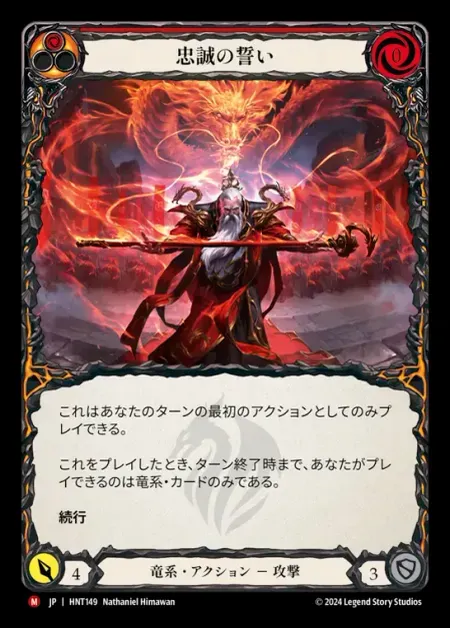 忠誠の誓い
0
これはあなたのターンの最初のアクションとしてのみプ
レイできる。
これをプレイしたとき、ターン終了時まで、あなたがプレ
イできるのは竜系・カードのみである。
続行
4
竜系・アクション － 攻撃
3
M JP | HNT149 Nathaniel Himawan
© 2024 Legend Story Studios